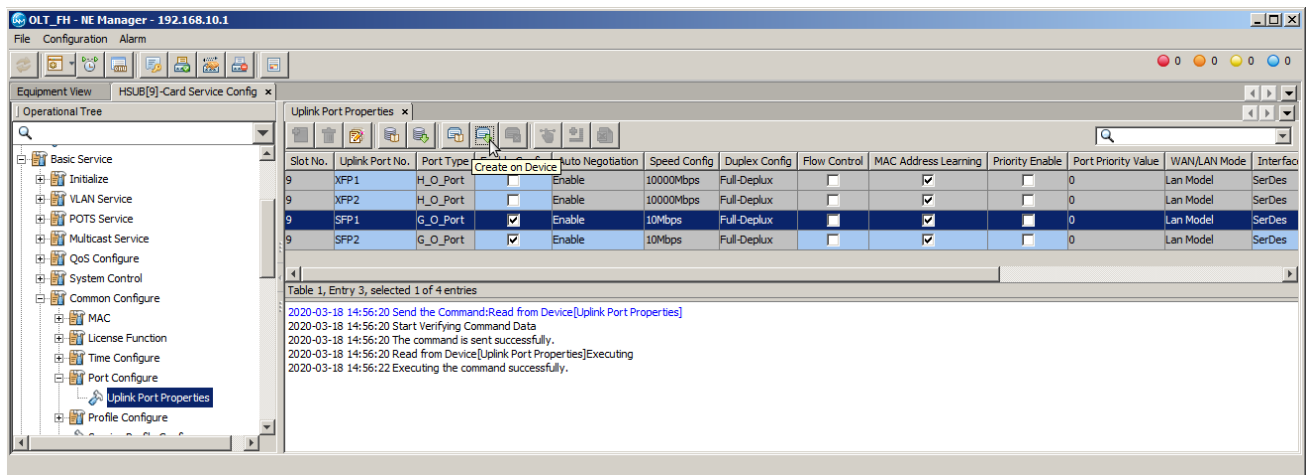 OLT_FH - NE Manager - 192.168.10.1
File Configuration Alarm
0 0 0 0
Equipment View HSUB[9]-Card Service Config
Operational Tree
Uplink Port Properties
Basic Service
Initialize
VLAN Service
POTS Service
Multicast Service
QoS Configure
System Control
Common Configure
MAC
License Function
Time Configure
Port Configure
Uplink Port Properties
Profile Configure
Slot No. Uplink Port No. Port Type Auto Negotiation Speed Config Duplex Config Flow Control MAC Address Learning Priority Enable Port Priority Value WAN/LAN Mode Interfac
Create on Device
9 XFP1 H_O_Port Enable 10000Mbps Full-Deplux 0 Lan Model SerDes
9 XFP2 H_O_Port Enable 10000Mbps Full-Deplux 0 Lan Model SerDes
9 SFP1 G_O_Port Enable 10Mbps Full-Deplux 0 Lan Model SerDes
9 SFP2 G_O_Port Enable 10Mbps Full-Deplux 0 Lan Model SerDes
Table 1, Entry 3, selected 1 of 4 entries
2020-03-18 14:56:20 Send the Command:Read from Device[Uplink Port Properties]
2020-03-18 14:56:20 Start Verifying Command Data
2020-03-18 14:56:20 The command is sent successfully.
2020-03-18 14:56:20 Read from Device[Uplink Port Properties]Executing
2020-03-18 14:56:22 Executing the command successfully.